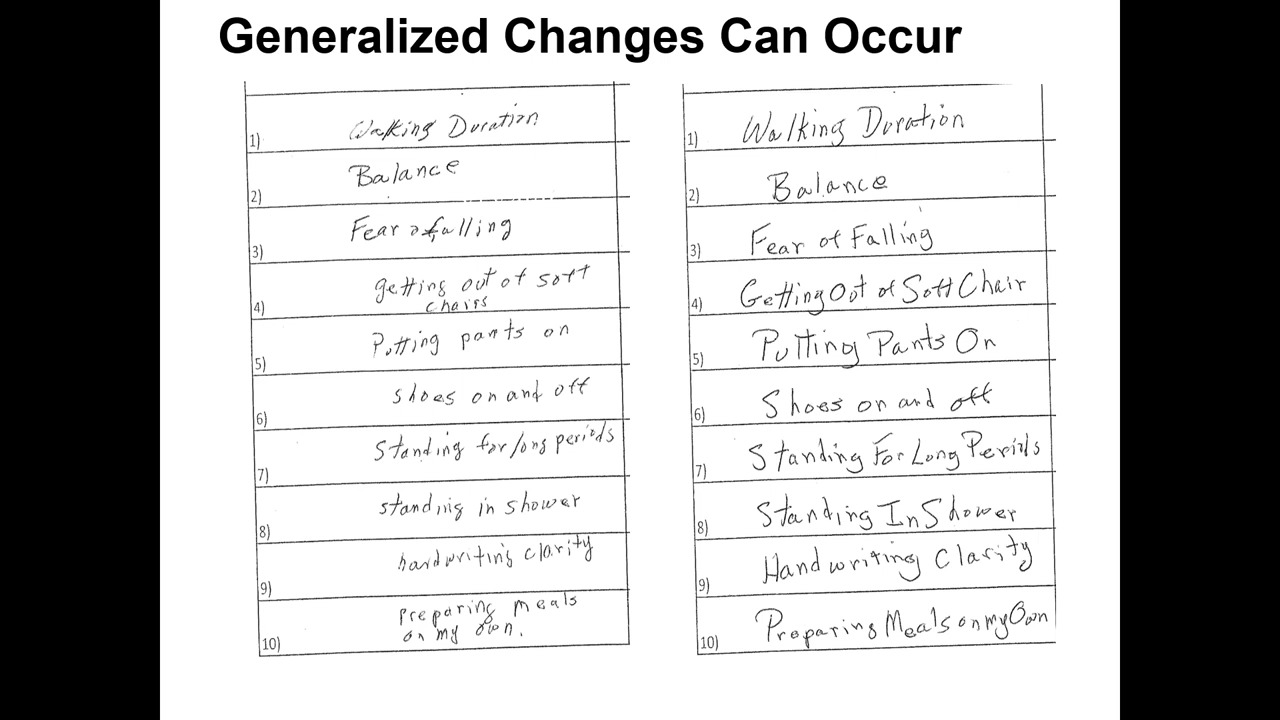 Generalized Changes Can Occur
1) Walking Duration
2) Balance
3) Fear of falling
4) getting out of soft
chairs
5) Putting pants on
6) shoes on and off
7) Standing for long periods
8) standing in shower
9) handwriting clarity
10) preparing meals
on my own.
1) Walking Duration
2) Balance
3) Fear of Falling
4) Getting Out of Soft Chair
5) Putting Pants On
6) Shoes on and off
7) Standing For Long Periods
8) Standing In Shower
9) Handwriting Clarity
10) Preparing Meals on my Own